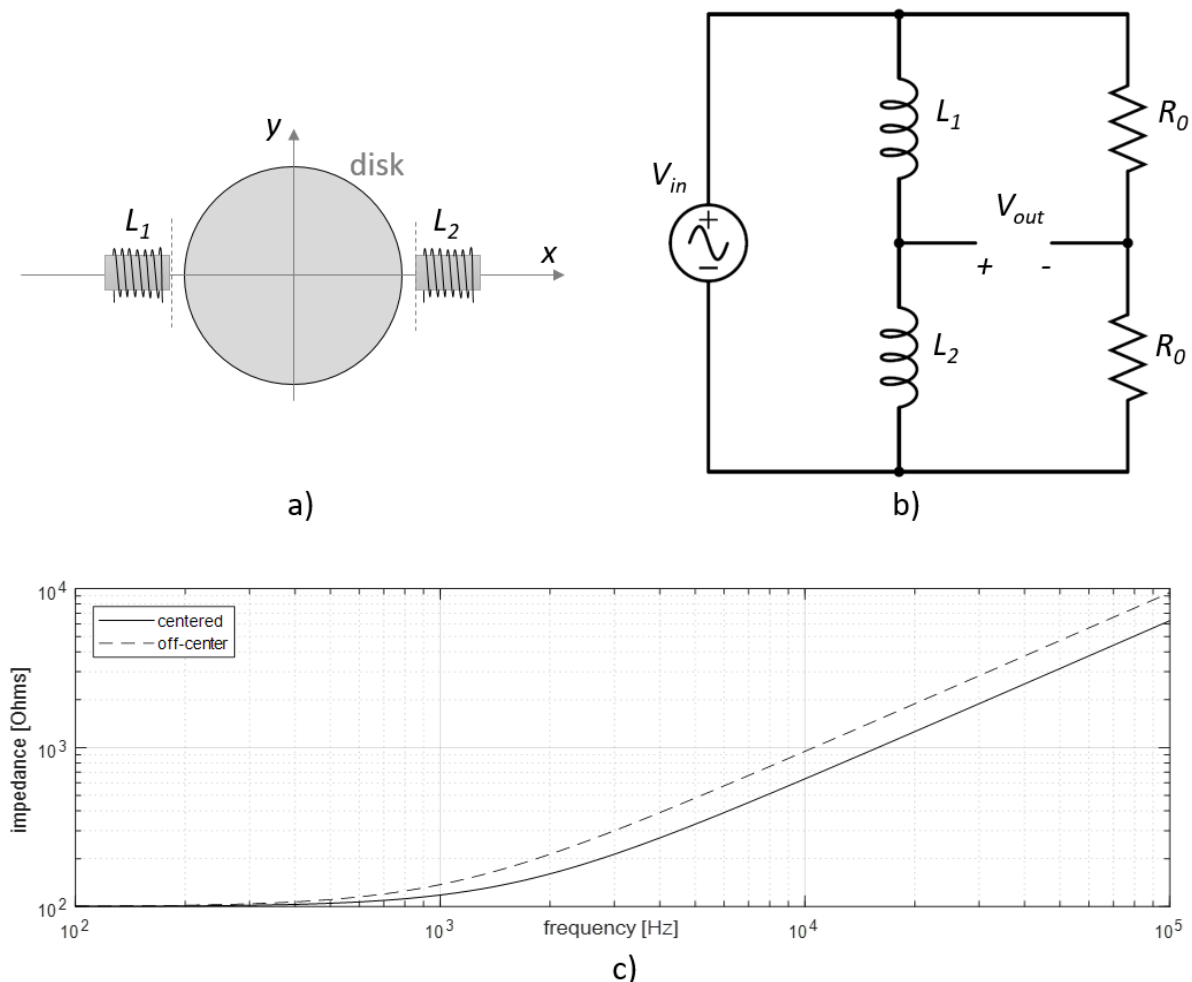 y
disk
L1
L2
x
a)
Vin
+
−
L1
L2
R0
Vout
+ -
R0
b)
10^4
10^3
10^2
impedance [Ohms]
centered
off-center
10^2
10^3
frequency [Hz]
10^4
10^5
c)